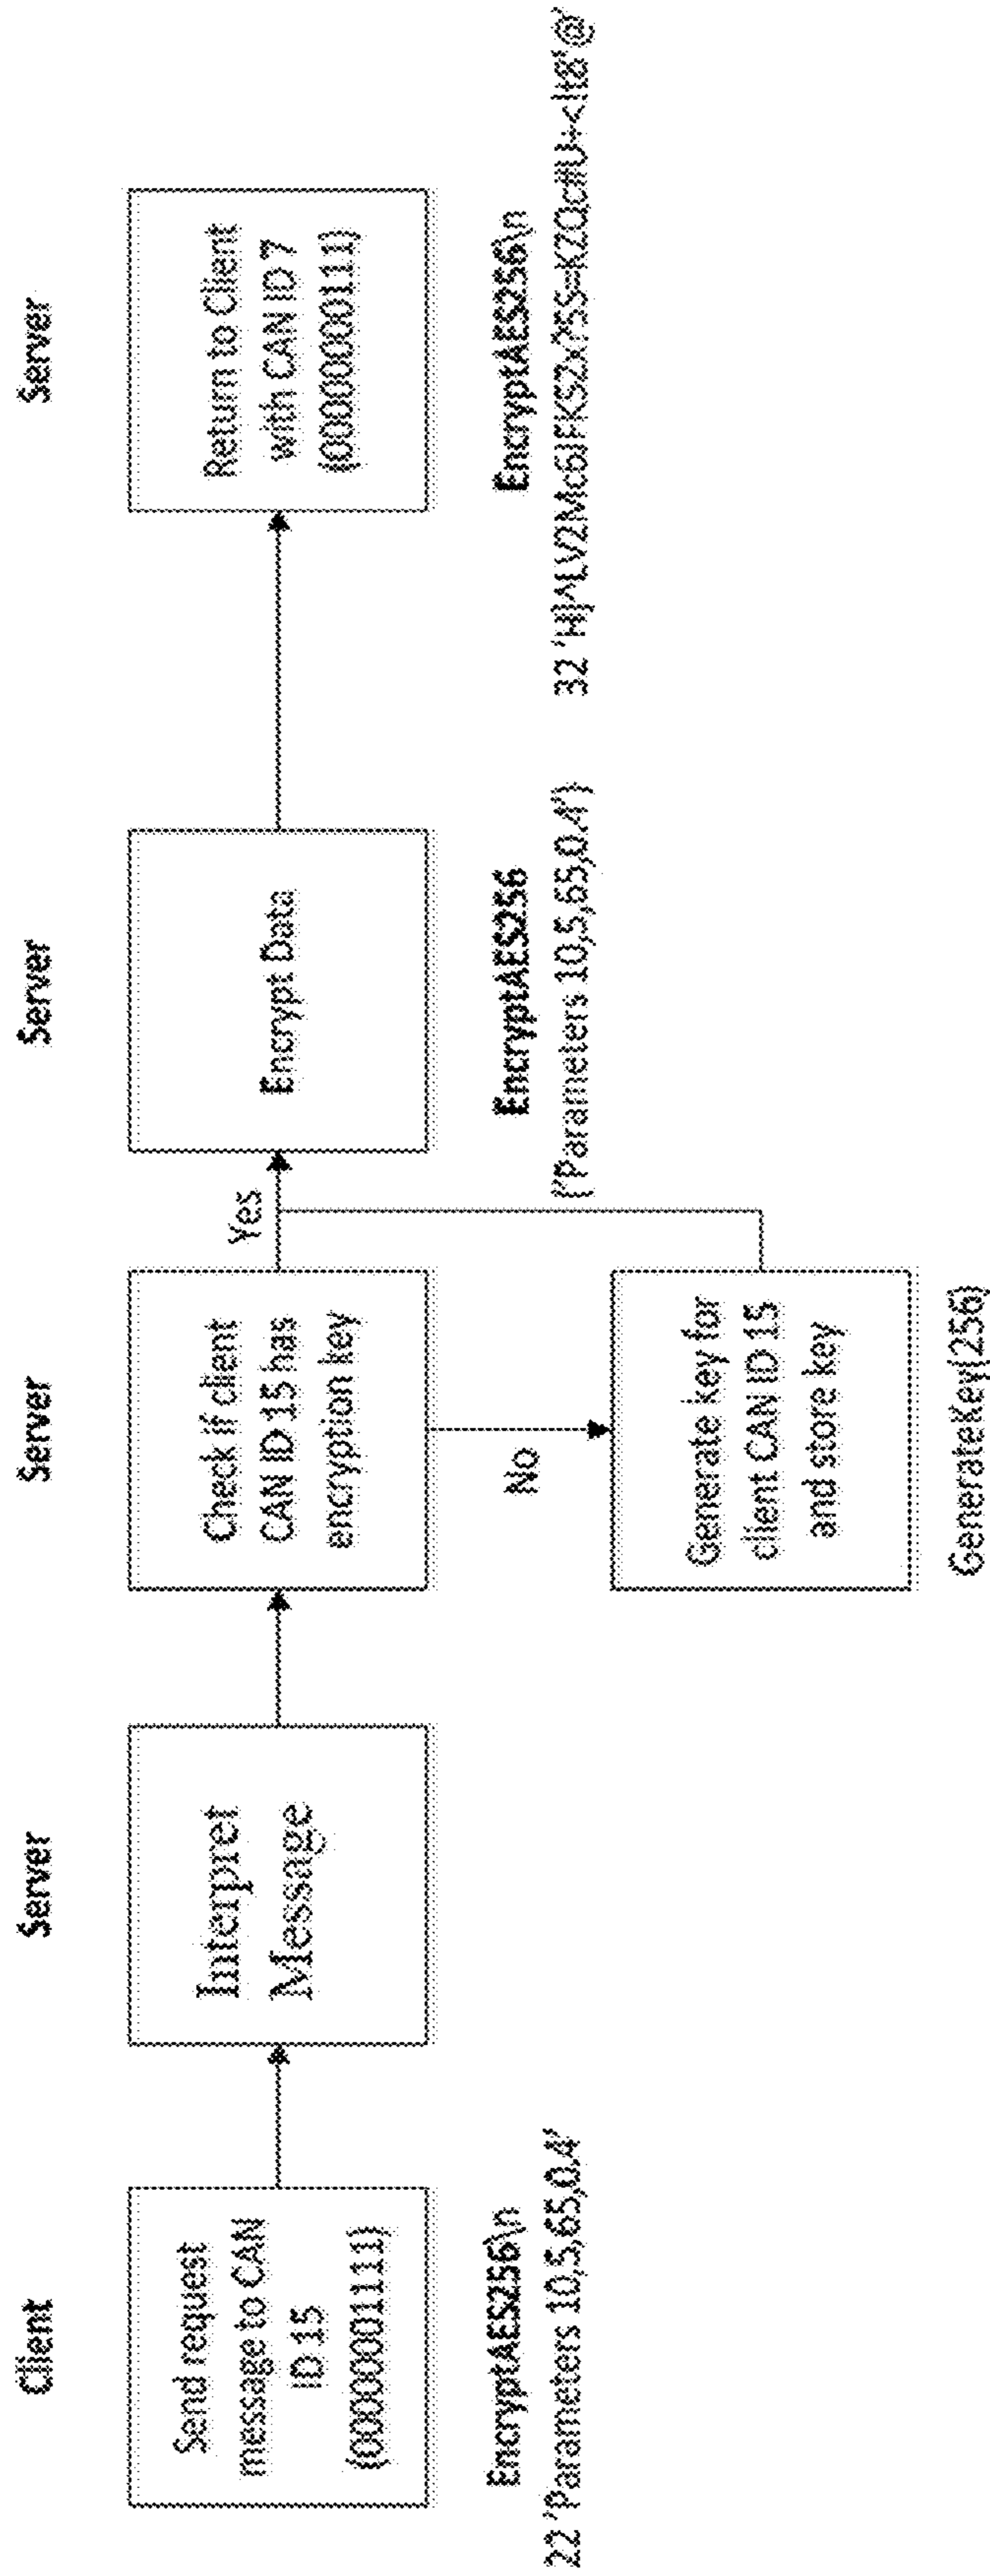 Client
Send request
message to CAN
ID 15
(00000001111)
EncryptAES256\n
22 'Parameters 10,5,65,0.4'
Server
Interpret
Message
Server
Check if client
CAN ID 15 has
encryption key
Yes
No
Generate key for
client CAN ID 15
and store key
GenerateKey(256)
Server
Encrypt Data
EncryptAES256
('Parameters 10,5,65,0.4')
Server
Return to Client
with CAN ID 7
(00000000111)
EncryptAES256\n
32